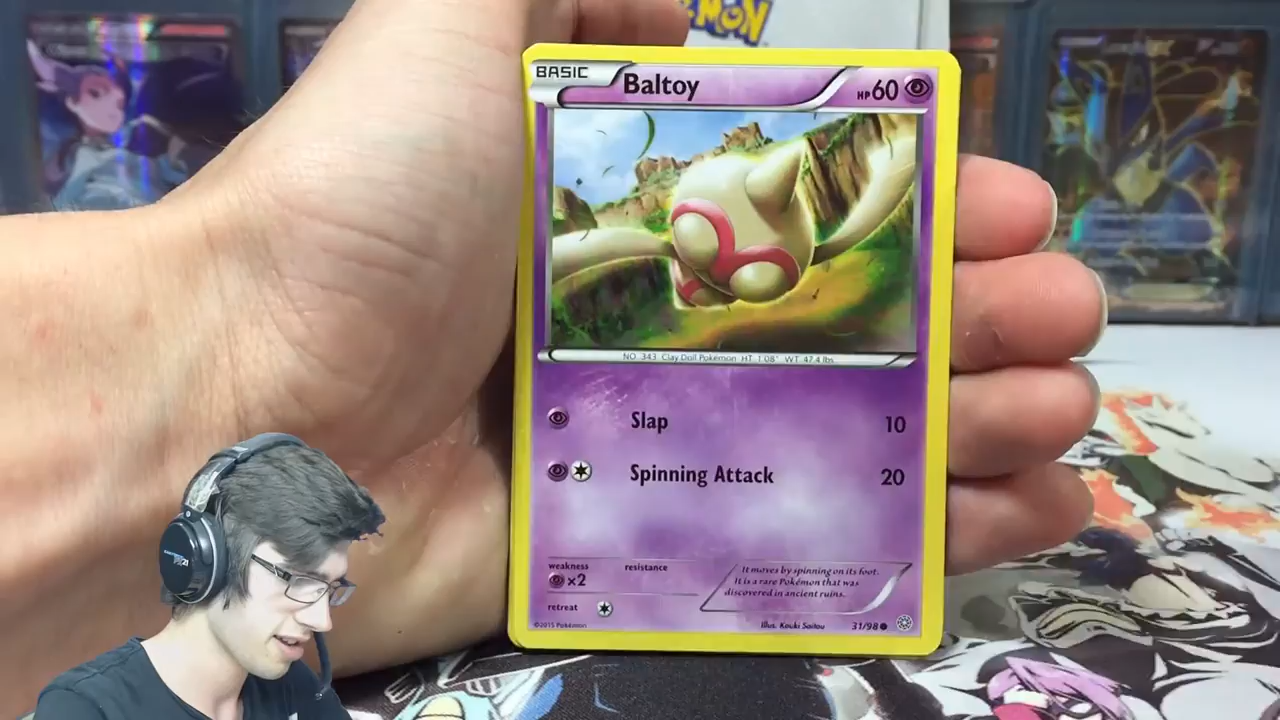 POKéMON
BASIC
Baltoy
HP60
NO. 343 Clay Doll Pokémon HT 1'08" WT 47.4 lbs.
Slap 10
Spinning Attack 20
weakness resistance
×2
It moves by spinning on its foot.
It is a rare Pokémon that was
discovered in ancient ruins.
retreat
©2015 Pokémon Illus. Kouki Saitou 31/98